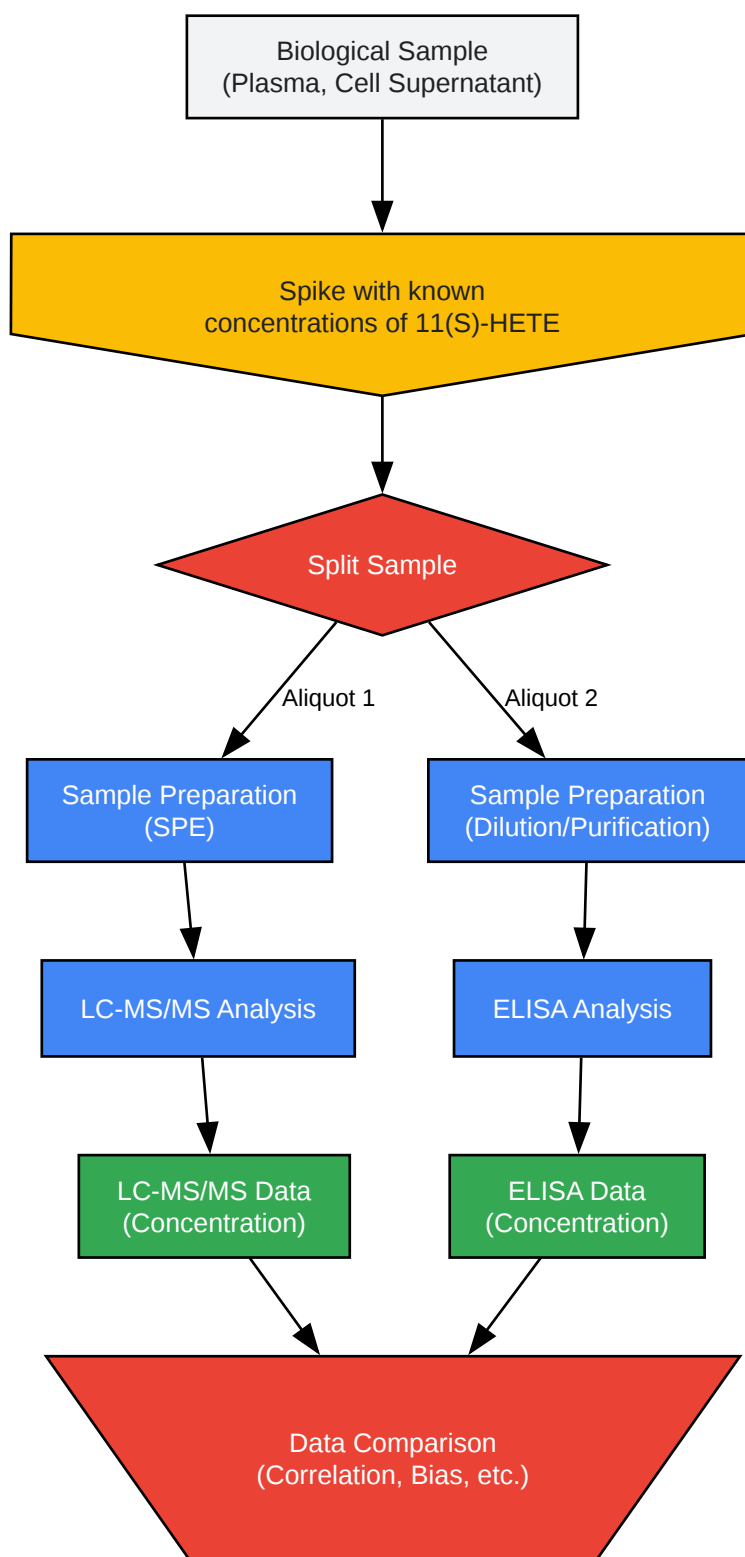 Biological Sample
(Plasma, Cell Supernatant)
Spike with known
concentrations of 11(S)-HETE
Split Sample
Aliquot 1
Aliquot 2
Sample Preparation
(SPE)
Sample Preparation
(Dilution/Purification)
LC-MS/MS Analysis
ELISA Analysis
LC-MS/MS Data
(Concentration)
ELISA Data
(Concentration)
Data Comparison
(Correlation, Bias, etc.)